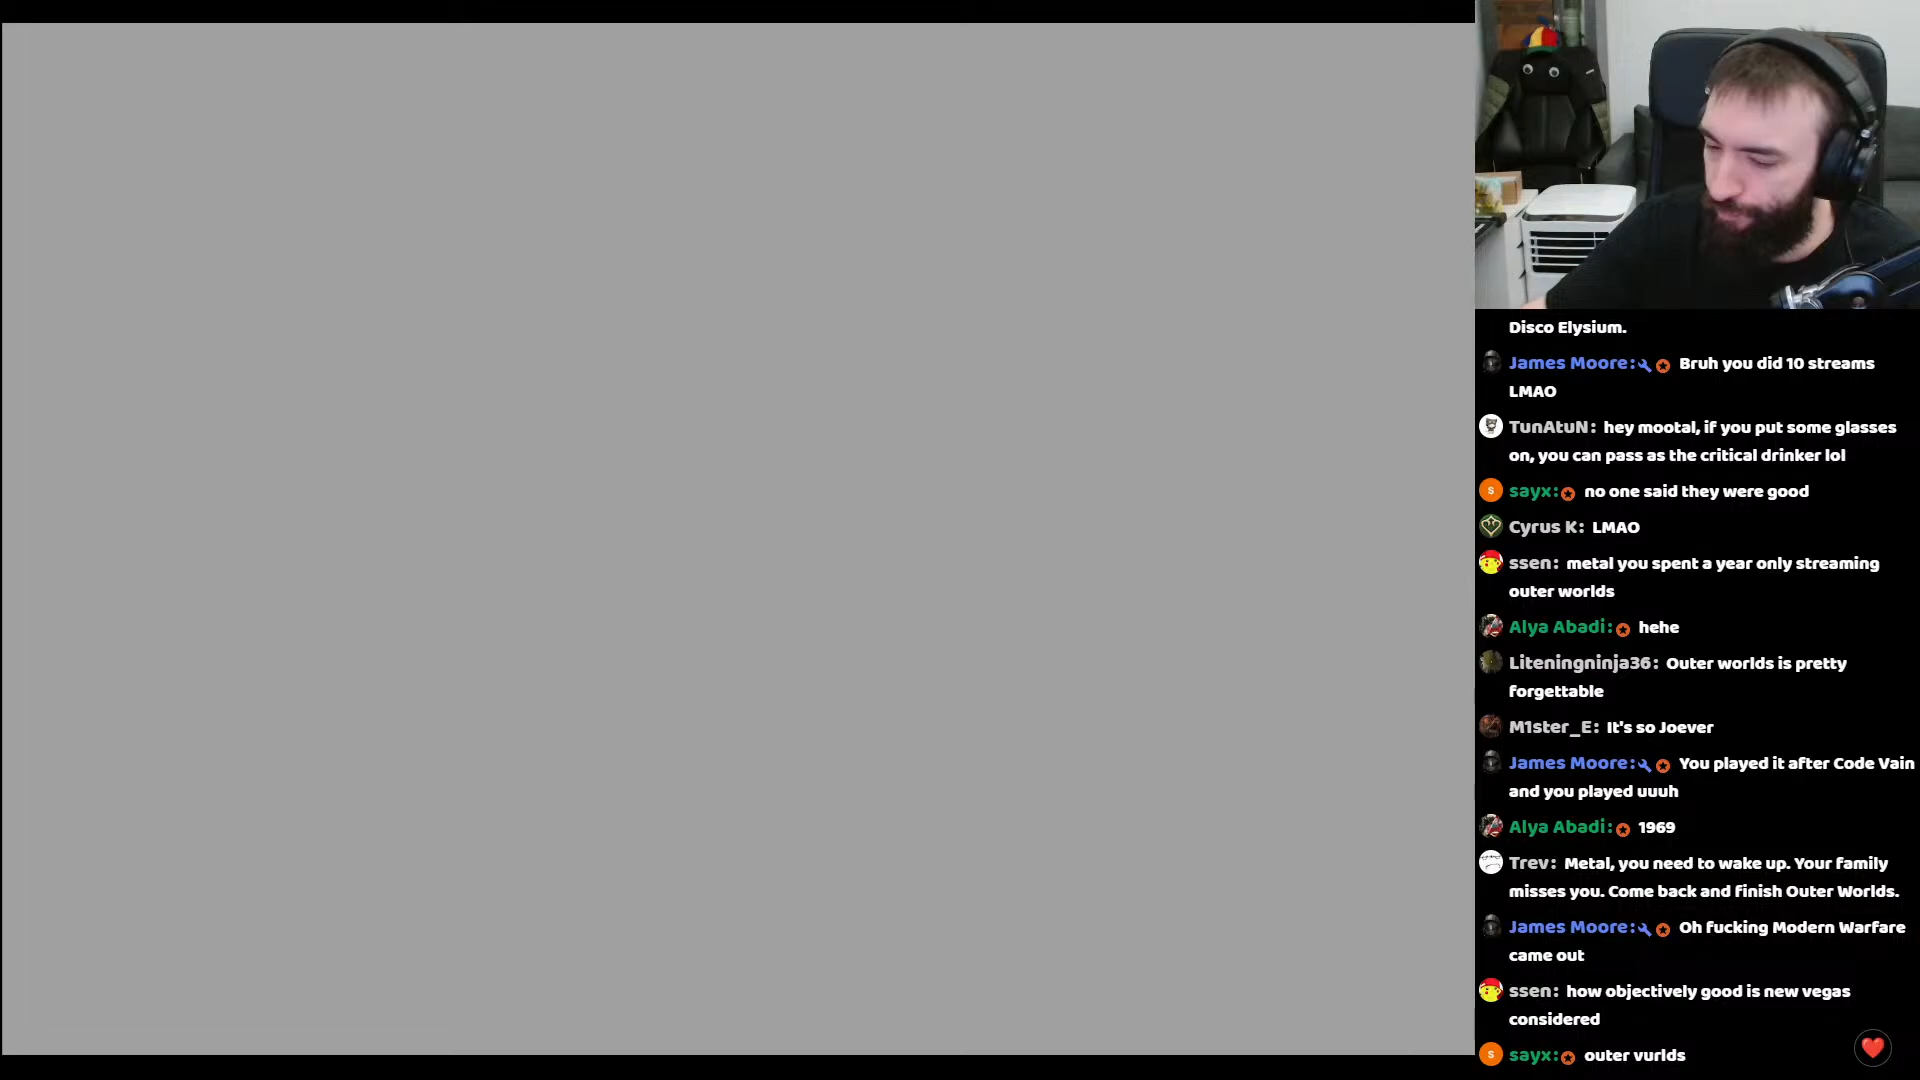 Disco Elysium.
James Moore: Bruh you did 10 streams
LMAO
TunAtuN: hey mootal, if you put some glasses
on, you can pass as the critical drinker lol
S sayx: no one said they were good
Cyrus K: LMAO
ssen: metal you spent a year only streaming
outer worlds
Alya Abadi: hehe
Liteningninja36: Outer worlds is pretty
forgettable
M1ster_E: It's so Joever
James Moore: You played it after Code Vain
and you played uuuh
Alya Abadi: 1969
Trev: Metal, you need to wake up. Your family
misses you. Come back and finish Outer Worlds.
James Moore: Oh fucking Modern Warfare
came out
ssen: how objectively good is new vegas
considered
S sayx: outer vurlds